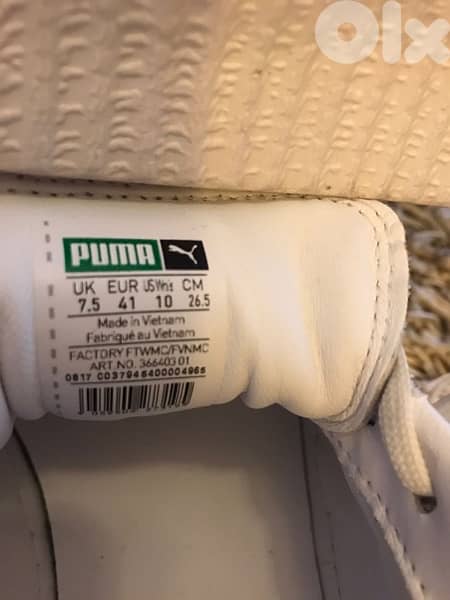 OLX
PUMA
UK EUR US Wn's CM
7.5 41 10 26.5
Made in Vietnam
Fabriqué au Vietnam
FACTORY FTWMC/FVNMC
ART NO. 366403 01
0817 0037946400004965